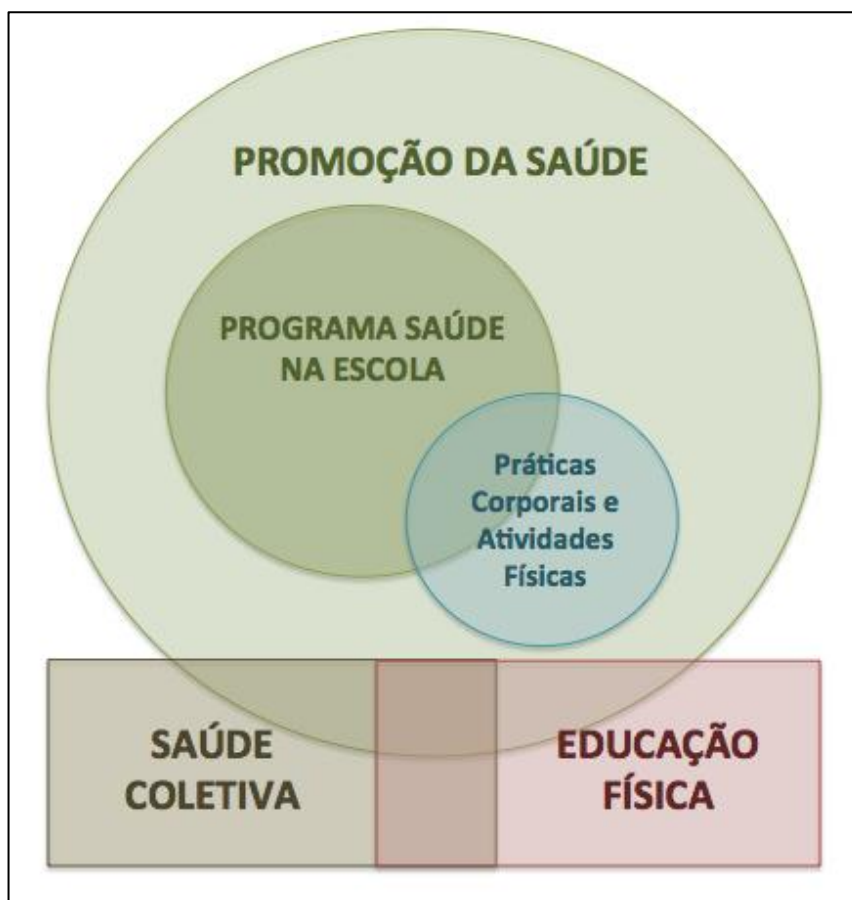 PROMOÇÃO DA SAÚDE
PROGRAMA SAÚDE
NA ESCOLA
Práticas
Corporais e
Atividades
Físicas
SAÚDE
COLETIVA
EDUCAÇÃO
FÍSICA